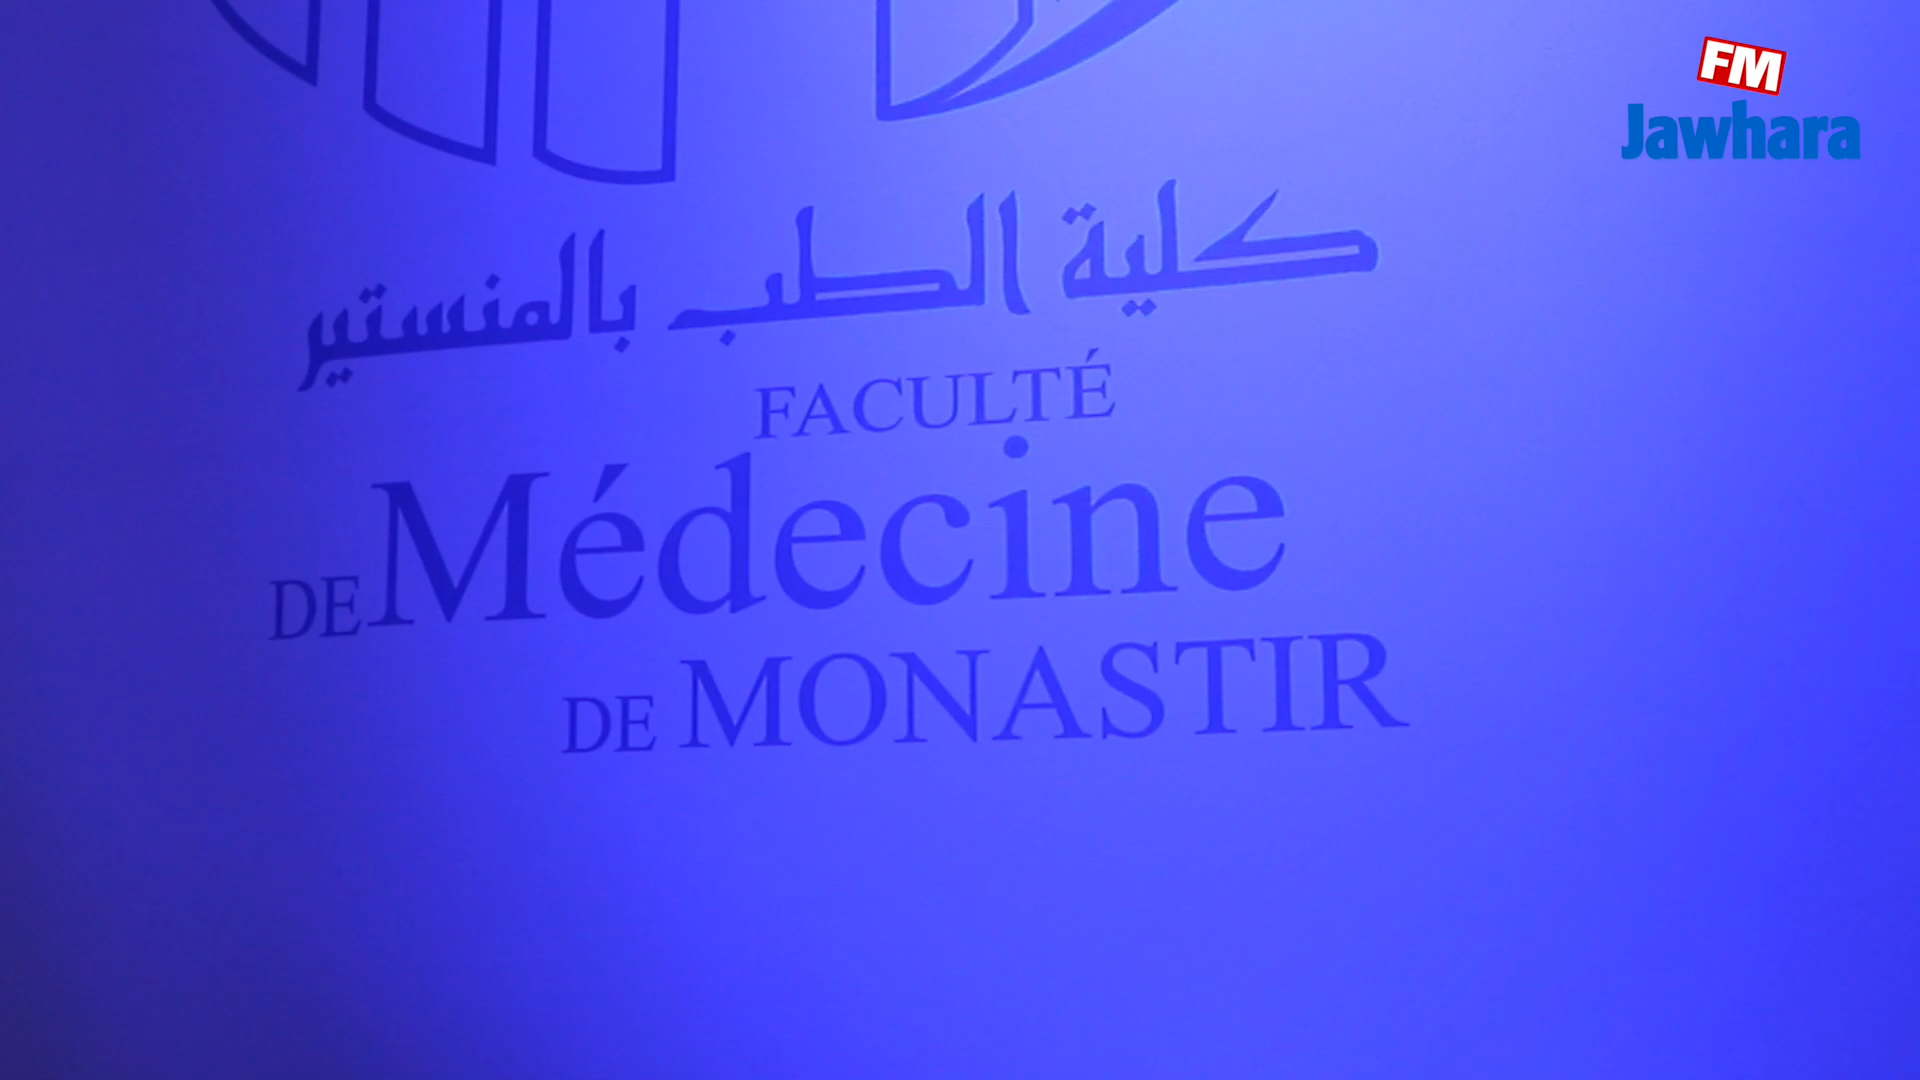 FM
Jawhara
كلية الطب بالمنستير
FACULTÉ
DE Médecine
DE MONASTIR